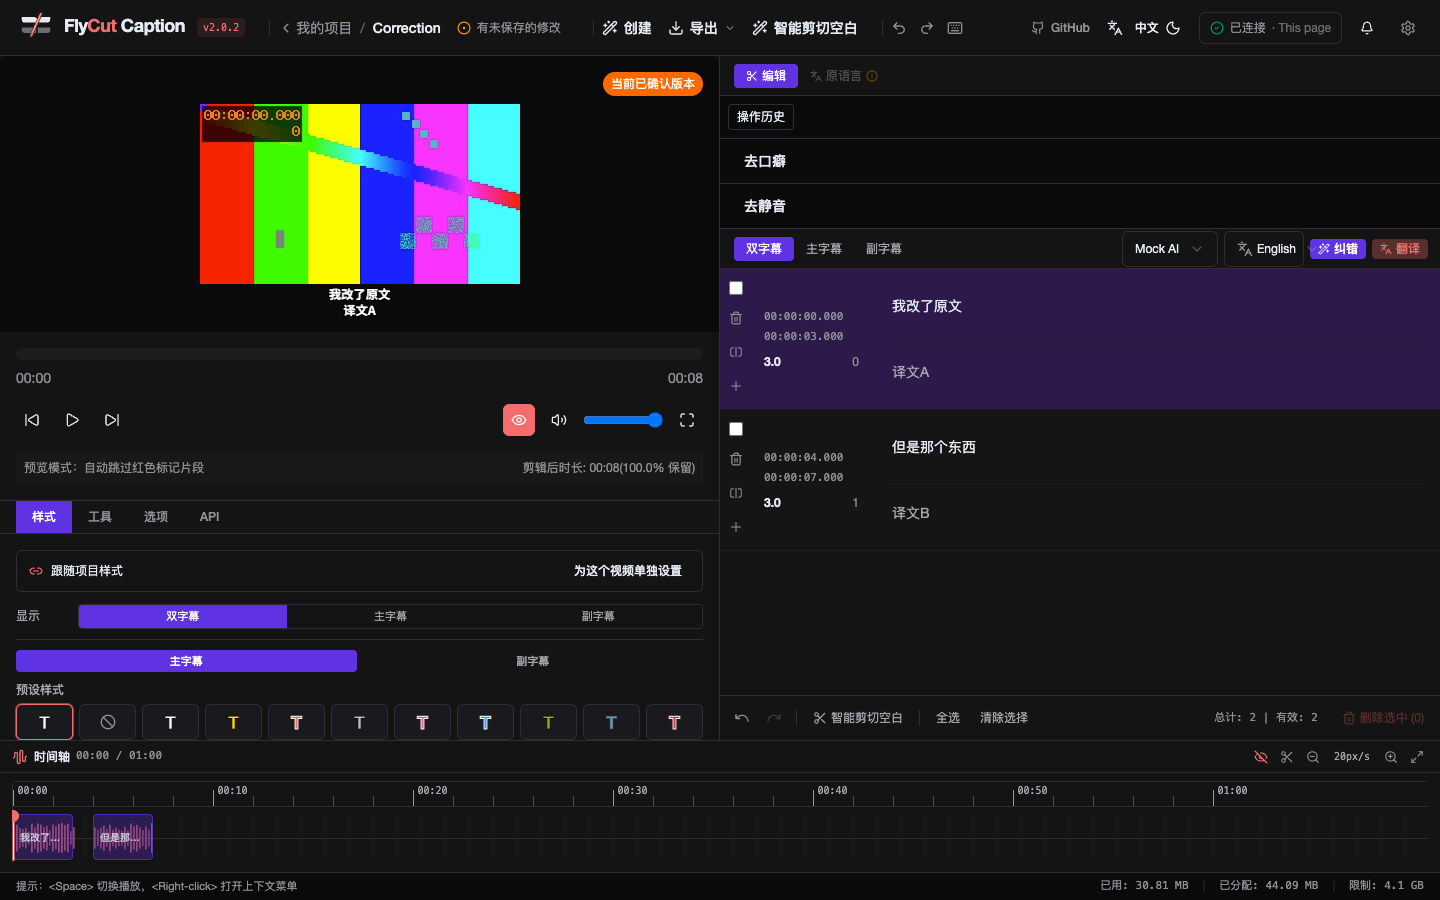 FlyCut Caption v2.0.2 我的项目 / Correction 有未保存的修改 创建 导出 智能剪切空白 GitHub 中文 已连接 · This page
当前已确认版本
00:00:00.000
0
我改了原文
译文A
00:00 00:08
预览模式：自动跳过红色标记片段 剪辑后时长: 00:08(100.0% 保留)
样式 工具 选项 API
跟随项目样式 为这个视频单独设置
显示 双字幕 主字幕 副字幕
主字幕 副字幕
预设样式
T T T T T T T T T T
编辑 原语言
操作历史
去口癖
去静音
双字幕 主字幕 副字幕 Mock AI English 纠错 翻译
00:00:00.000
00:00:03.000
3.0 0
我改了原文
译文A
00:00:04.000
00:00:07.000
3.0 1
但是那个东西
译文B
智能剪切空白 全选 清除选择 总计: 2 | 有效: 2 删除选中 (0)
时间轴 00:00 / 01:00 20px/s
00:00 00:10 00:20 00:30 00:40 00:50 01:00
我改了... 但是那...
提示：<Space> 切换播放，<Right-click> 打开上下文菜单 已用: 30.81 MB 已分配: 44.09 MB 限制: 4.1 GB